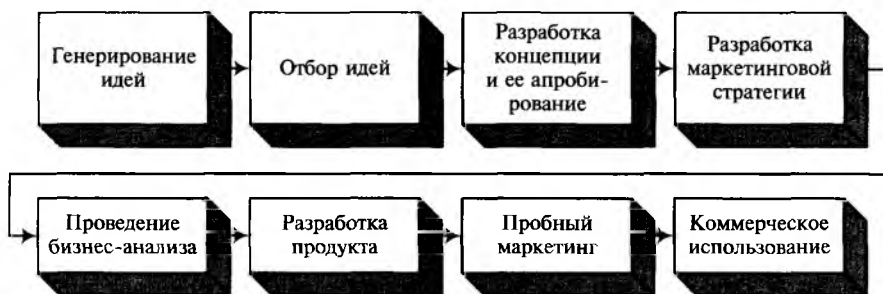 Генерирование
идей
Отбор идей
Разработка
концепции
и ее апроби-
рование
Разработка
маркетинговой
стратегии
Проведение
бизнес-анализа
Разработка
продукта
Пробный
маркетинг
Коммерческое
использование